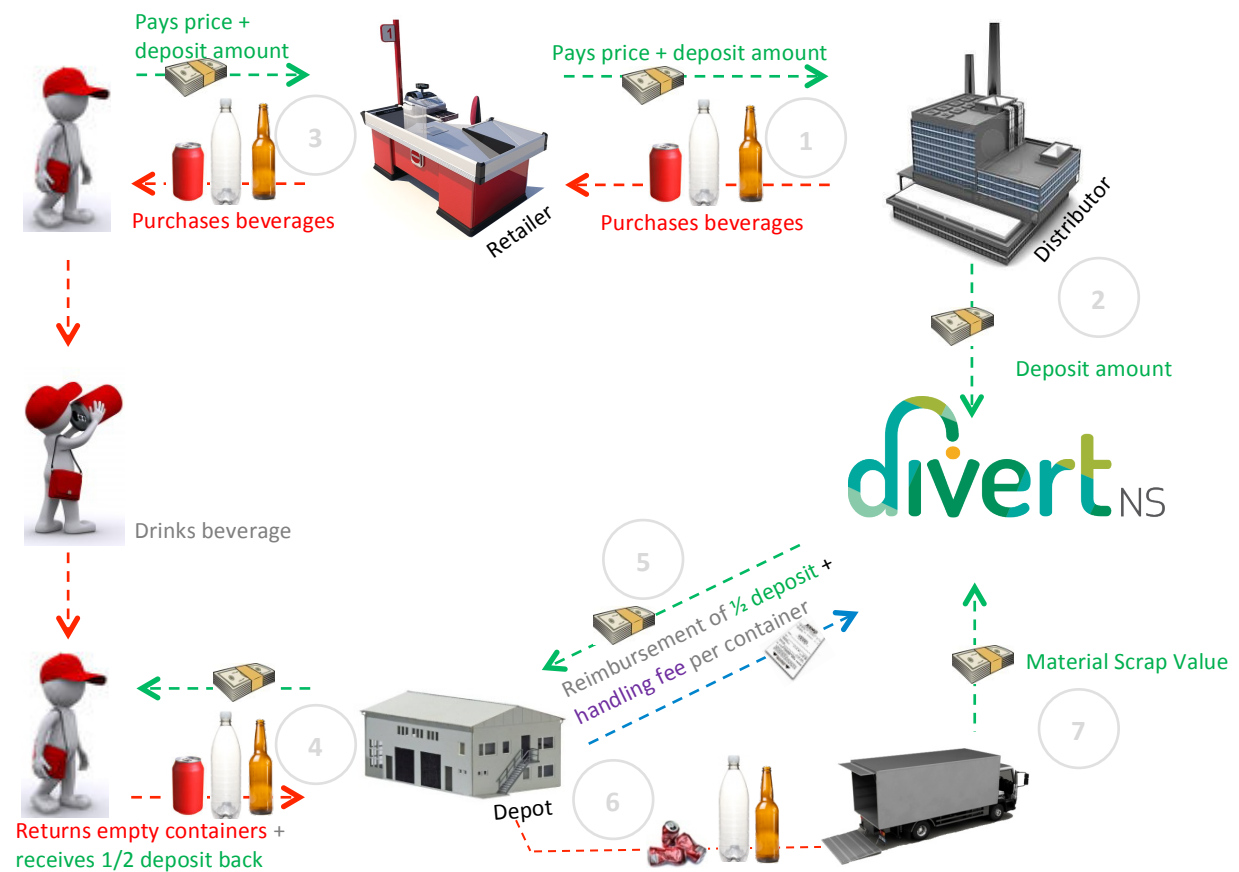 Pays price +
deposit amount
3
1
Purchases beverages
Retailer
Pays price + deposit amount
1
Purchases beverages
Distributor
2
Deposit amount
divert NS
Drinks beverage
5
Reimbursement of ½ deposit +
handling fee per container
Material Scrap Value
7
4
Returns empty containers +
receives 1/2 deposit back
Depot
6